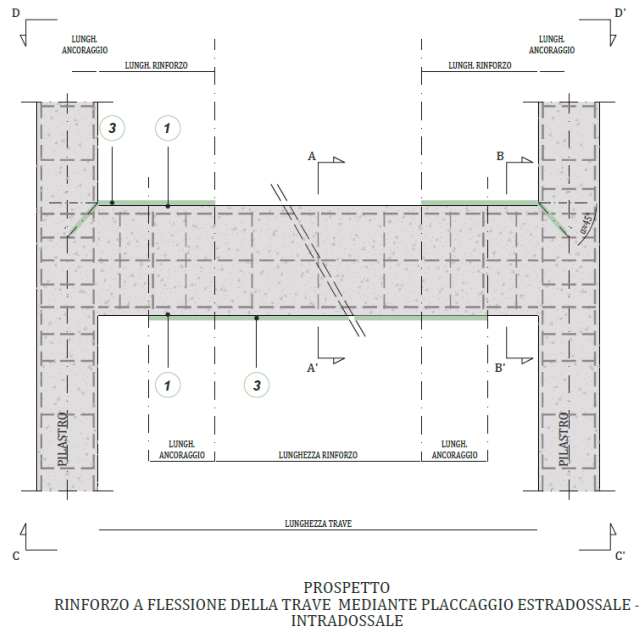 D
D'
LUNGH.
ANCORAGGIO
LUNGH. RINFORZO
LUNGH. RINFORZO
LUNGH.
ANCORAGGIO
3
1
A
B
α=45°
A'
B'
1
3
PILASTRO
PILASTRO
LUNGH.
ANCORAGGIO
LUNGHEZZA RINFORZO
LUNGH.
ANCORAGGIO
LUNGHEZZA TRAVE
C
C'
PROSPETTO
RINFORZO A FLESSIONE DELLA TRAVE MEDIANTE PLACCAGGIO ESTRADOSSALE -
INTRADOSSALE